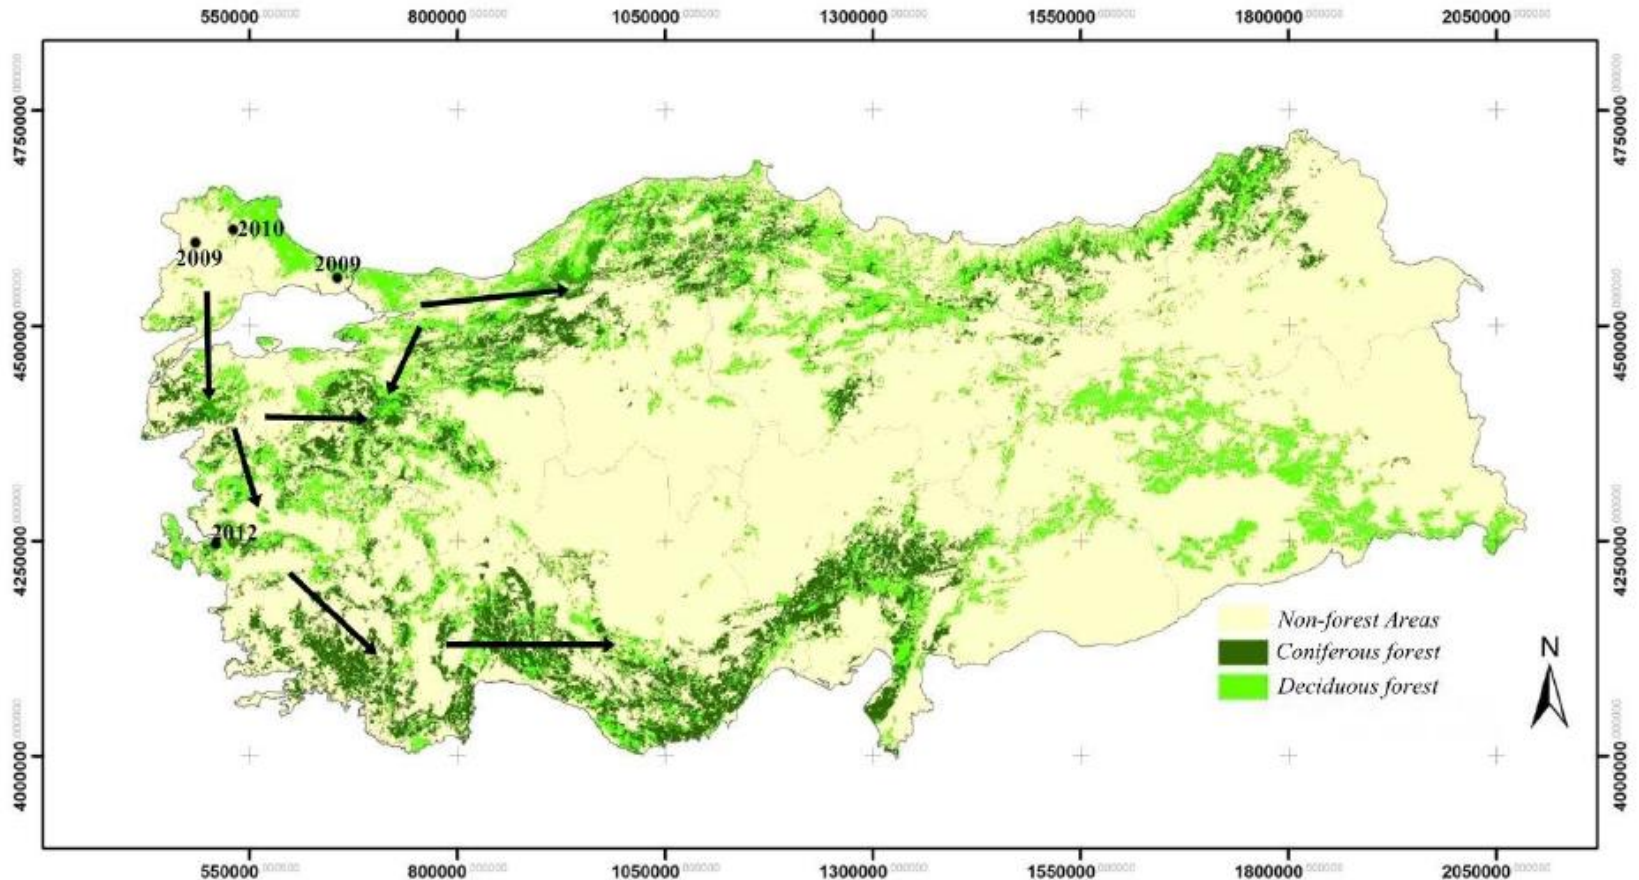 550000 800000 1050000 1300000 1550000 1800000 2050000
4750000 4750000
2010
2009
2009
4500000 4500000
2012
4250000 4250000
Non-forest Areas
Coniferous forest
Deciduous forest
N
4000000 4000000
550000 800000 1050000 1300000 1550000 1800000 2050000